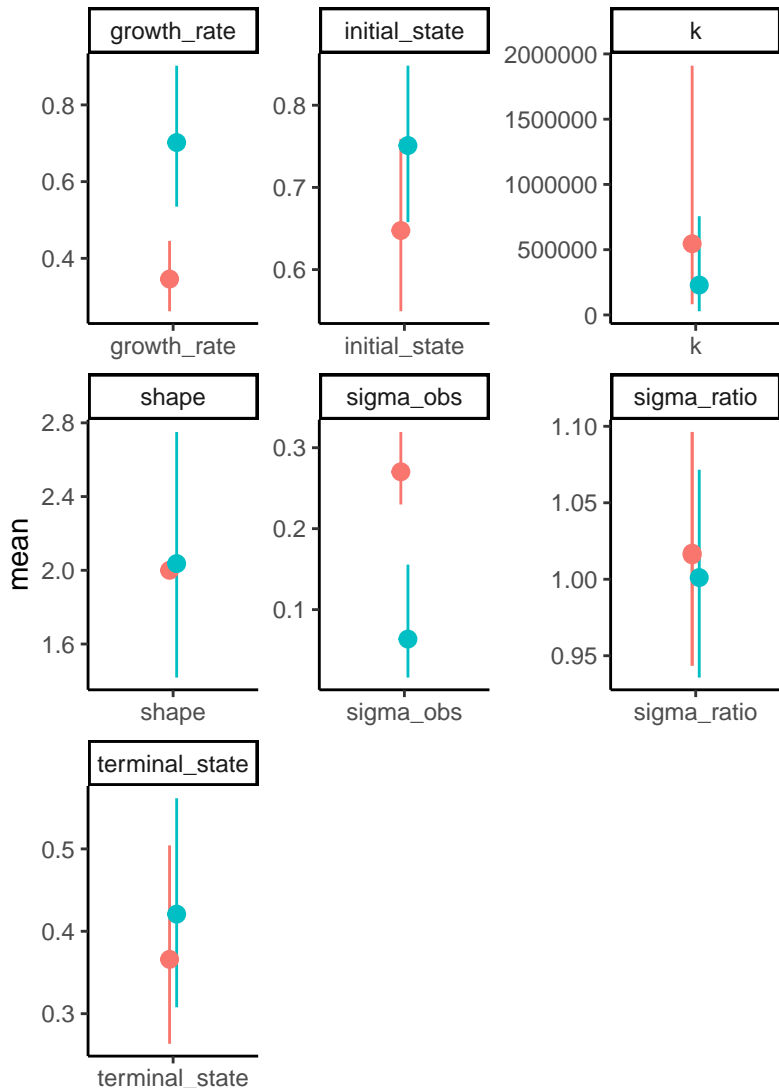 growth_rate
0.8
0.6
0.4
growth_rate
initial_state
0.8
0.7
0.6
initial_state
k
2000000
1500000
1000000
500000
0
k
mean
shape
2.8
2.4
2.0
1.6
shape
sigma_obs
0.3
0.2
0.1
sigma_obs
sigma_ratio
1.10
1.05
1.00
0.95
sigma_ratio
terminal_state
0.5
0.4
0.3
terminal_state